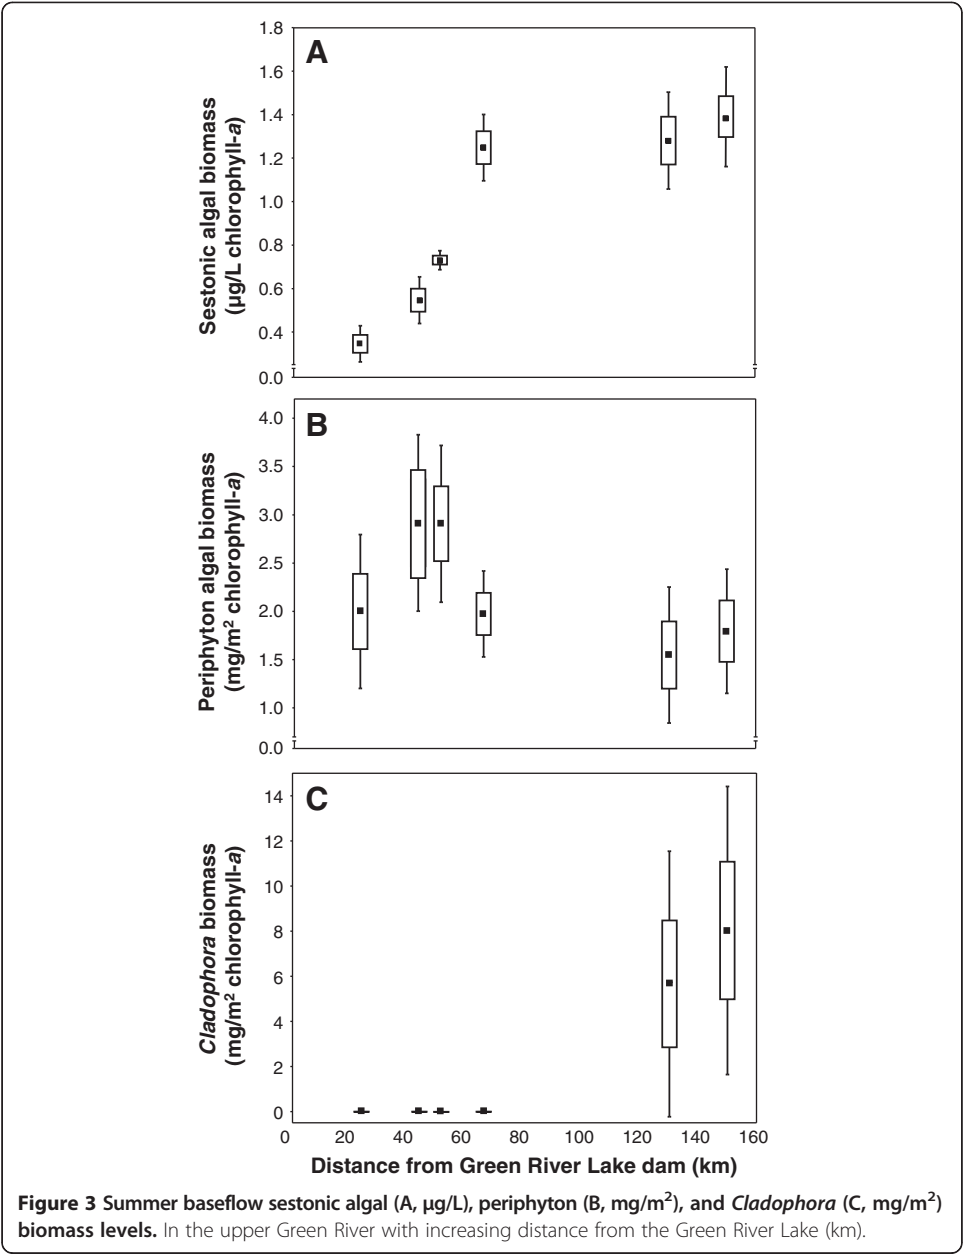 A
Sestonic algal biomass
(µg/L chlorophyll-a)
1.8
1.6
1.4
1.2
1.0
0.8
0.6
0.4
0.0
B
Periphyton algal biomass
(mg/m² chlorophyll-a)
4.0
3.5
3.0
2.5
2.0
1.5
1.0
0.0
C
Cladophora biomass
(mg/m² chlorophyll-a)
14
12
10
8
6
4
2
0
0 20 40 60 80 100 120 140 160
Distance from Green River Lake dam (km)
Figure 3 Summer baseflow sestonic algal (A, µg/L), periphyton (B, mg/m²), and Cladophora (C, mg/m²)
biomass levels. In the upper Green River with increasing distance from the Green River Lake (km).